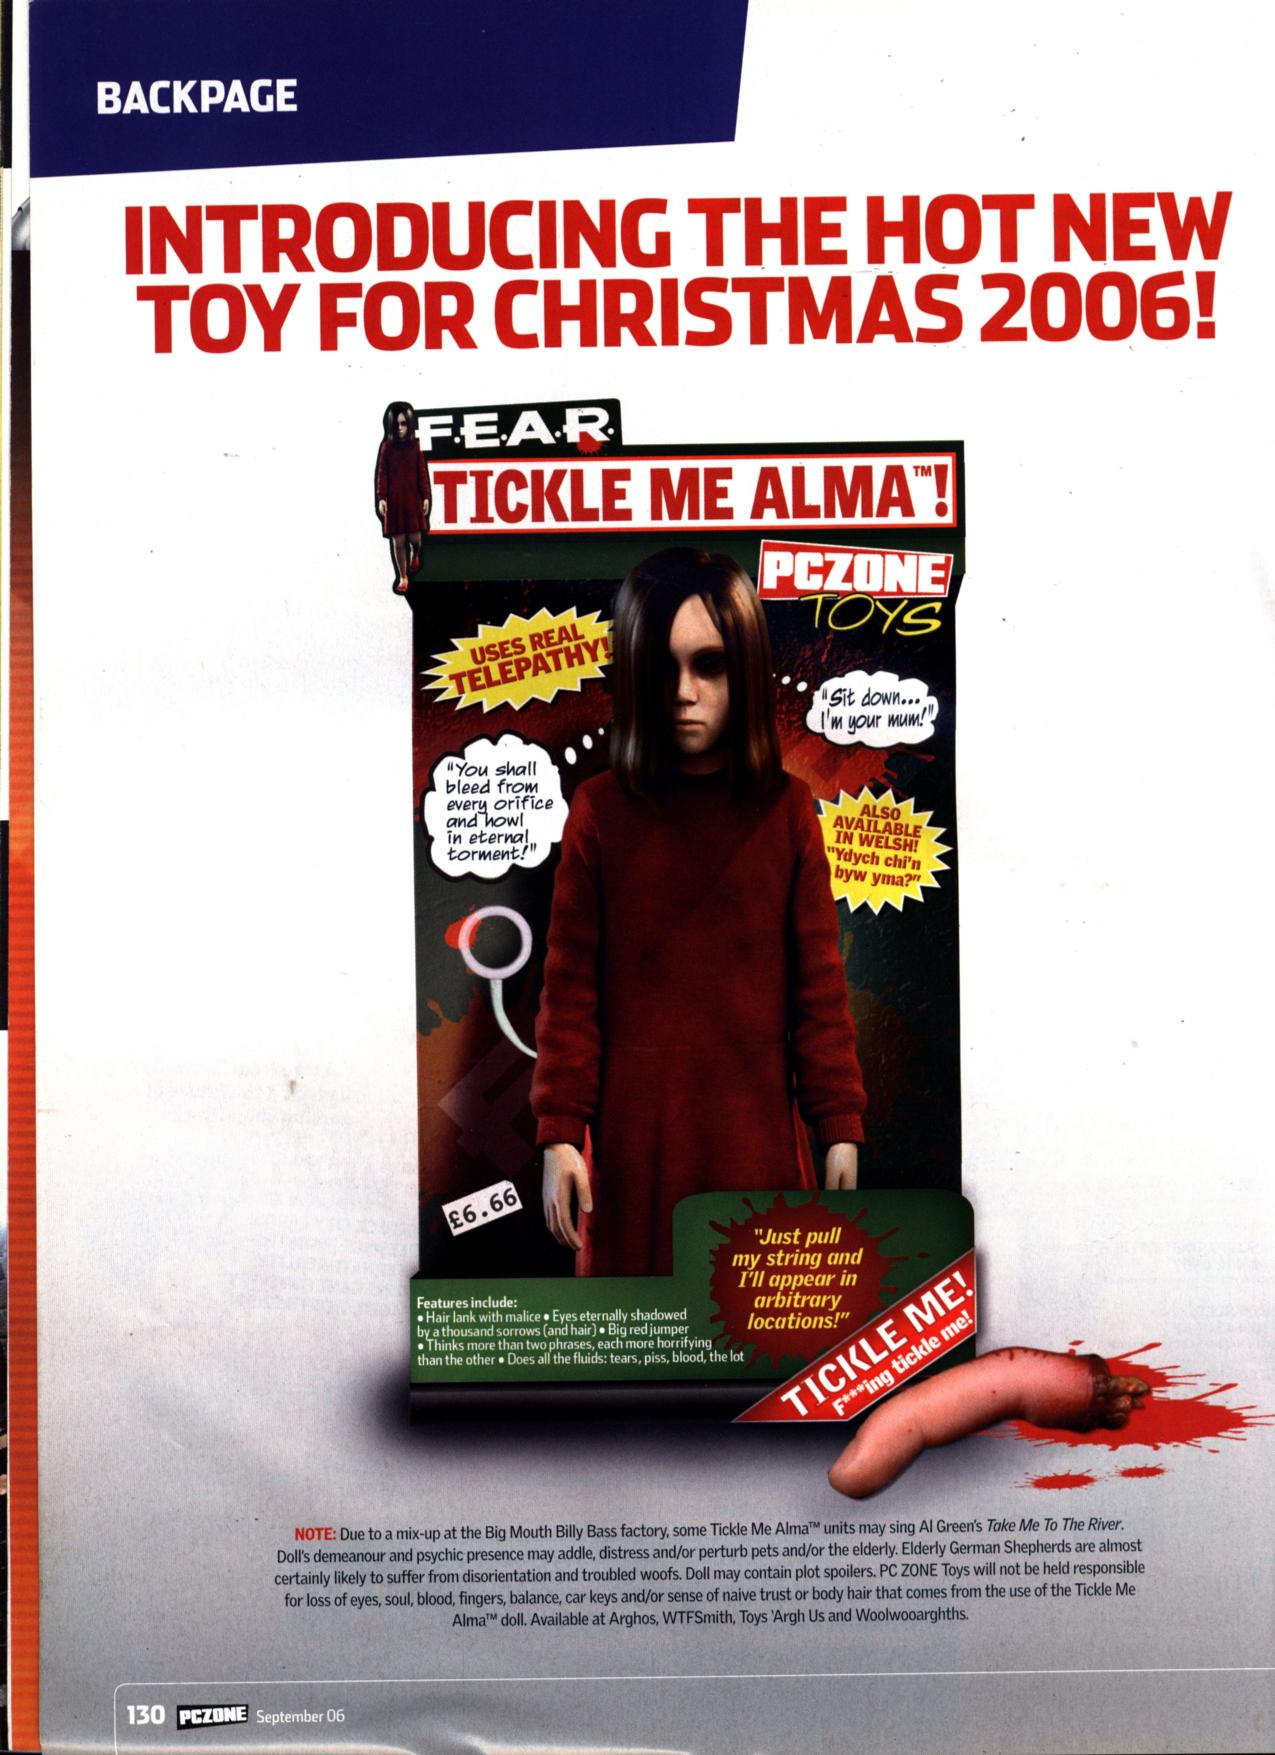 BACKPAGE
INTRODUCING THE HOT NEW
TOY FOR CHRISTMAS 2006!
F.E.A.R.
TICKLE ME ALMA™!
PCZONE
TOYS
USES REAL
TELEPATHY!
"Sit down...
I'm your mum!"
"You shall
bleed from
every orifice
and howl
in eternal
torment!"
ALSO
AVAILABLE
IN WELSH!
"Ydych chi'n
byw yma?"
£6.66
"Just pull
my string and
I'll appear in
arbitrary
locations!"
Features include:
• Hair lank with malice • Eyes eternally shadowed
by a thousand sorrows (and hair) • Big red jumper
• Thinks more than two phrases, each more horrifying
than the other • Does all the fluids: tears, piss, blood, the lot
TICKLE ME!
F***ing tickle me!
NOTE: Due to a mix-up at the Big Mouth Billy Bass factory, some Tickle Me Alma™ units may sing Al Green's Take Me To The River.
Doll's demeanour and psychic presence may addle, distress and/or perturb pets and/or the elderly. Elderly German Shepherds are almost
certainly likely to suffer from disorientation and troubled woofs. Doll may contain plot spoilers. PC ZONE Toys will not be held responsible
for loss of eyes, soul, blood, fingers, balance, car keys and/or sense of naive trust or body hair that comes from the use of the Tickle Me
Alma™ doll. Available at Arghos, WTFSmith, Toys 'Argh Us and Woolwooarghths.
130 PCZONE September 06